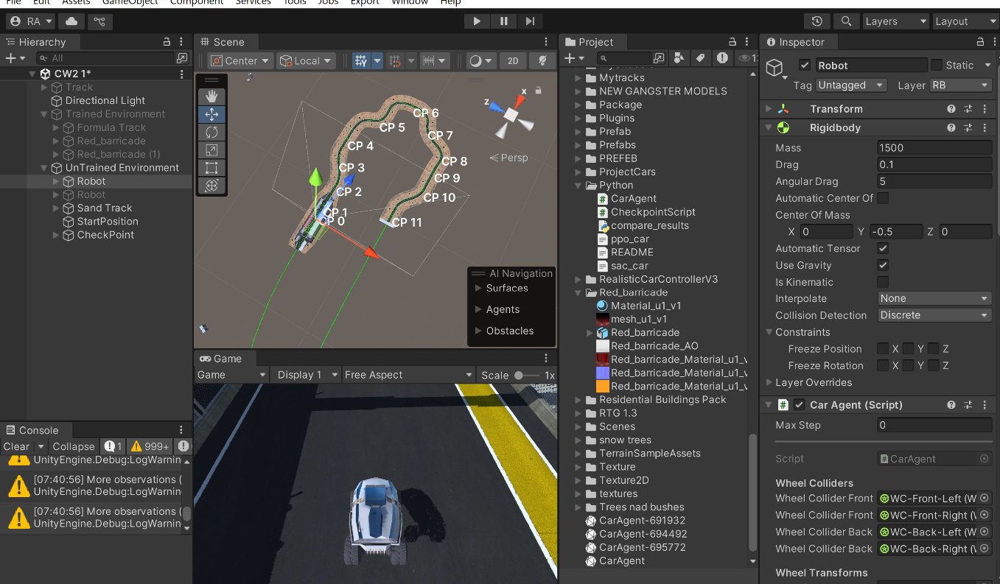 File Edit Assets GameObject Component Services Tools Jobs Export Window Help
RA
Layers
Layout
Hierarchy
All
CW2 1*
Track
Directional Light
Trained Environment
Formula Track
Red_barricade
Red_barricade (1)
UnTrained Environment
Robot
Robot
Sand Track
StartPosition
CheckPoint
Console
Clear Collapse 1 999+
UnityEngine.Debug:LogWarnin
[07:40:56] More observations (
UnityEngine.Debug:LogWarnin
[07:40:56] More observations (
UnityEngine.Debug:LogWarnin
Scene
Center Local 2D
x
z
Persp
CP 6
CP 5
CP 7
CP 4
CP 8
CP 3
CP 9
CP 2
CP 10
CP 1
P 0
CP 11
AI Navigation
Surfaces
Agents
Obstacles
Game
Game Display 1 Free Aspect Scale 1x
Project
Mytracks
NEW GANGSTER MODELS
Package
Plugins
Prefab
Prefabs
PREFEB
ProjectCars
Python
CarAgent
CheckpointScript
compare_results
ppo_car
README
sac_car
RealisticCarControllerV3
Red_barricade
Material_u1_v1
mesh_u1_v1
Red_barricade
Red_barricade_AO
Red_barricade_Material_u1_v
Red_barricade_Material_u1_v
Red_barricade_Material_u1_v
Residential Buildings Pack
RTG 1.3
Scenes
snow trees
TerrainSampleAssets
Texture
Texture2D
textures
Trees nad bushes
CarAgent-691932
CarAgent-694492
CarAgent-695772
CarAgent
Inspector
Robot Static
Tag Untagged Layer RB
Transform
Rigidbody
Mass 1500
Drag 0.1
Angular Drag 5
Automatic Center Of
Center Of Mass
X 0 Y -0.5 Z 0
Automatic Tensor
Use Gravity
Is Kinematic
Interpolate None
Collision Detection Discrete
Constraints
Freeze Position X Y Z
Freeze Rotation X Y Z
Layer Overrides
Car Agent (Script)
Max Step 0
Script CarAgent
Wheel Colliders
Wheel Collider Front WC-Front-Left (W
Wheel Collider Front WC-Front-Right (
Wheel Collider Back WC-Back-Left (W
Wheel Collider Back WC-Back-Right (
Wheel Transforms